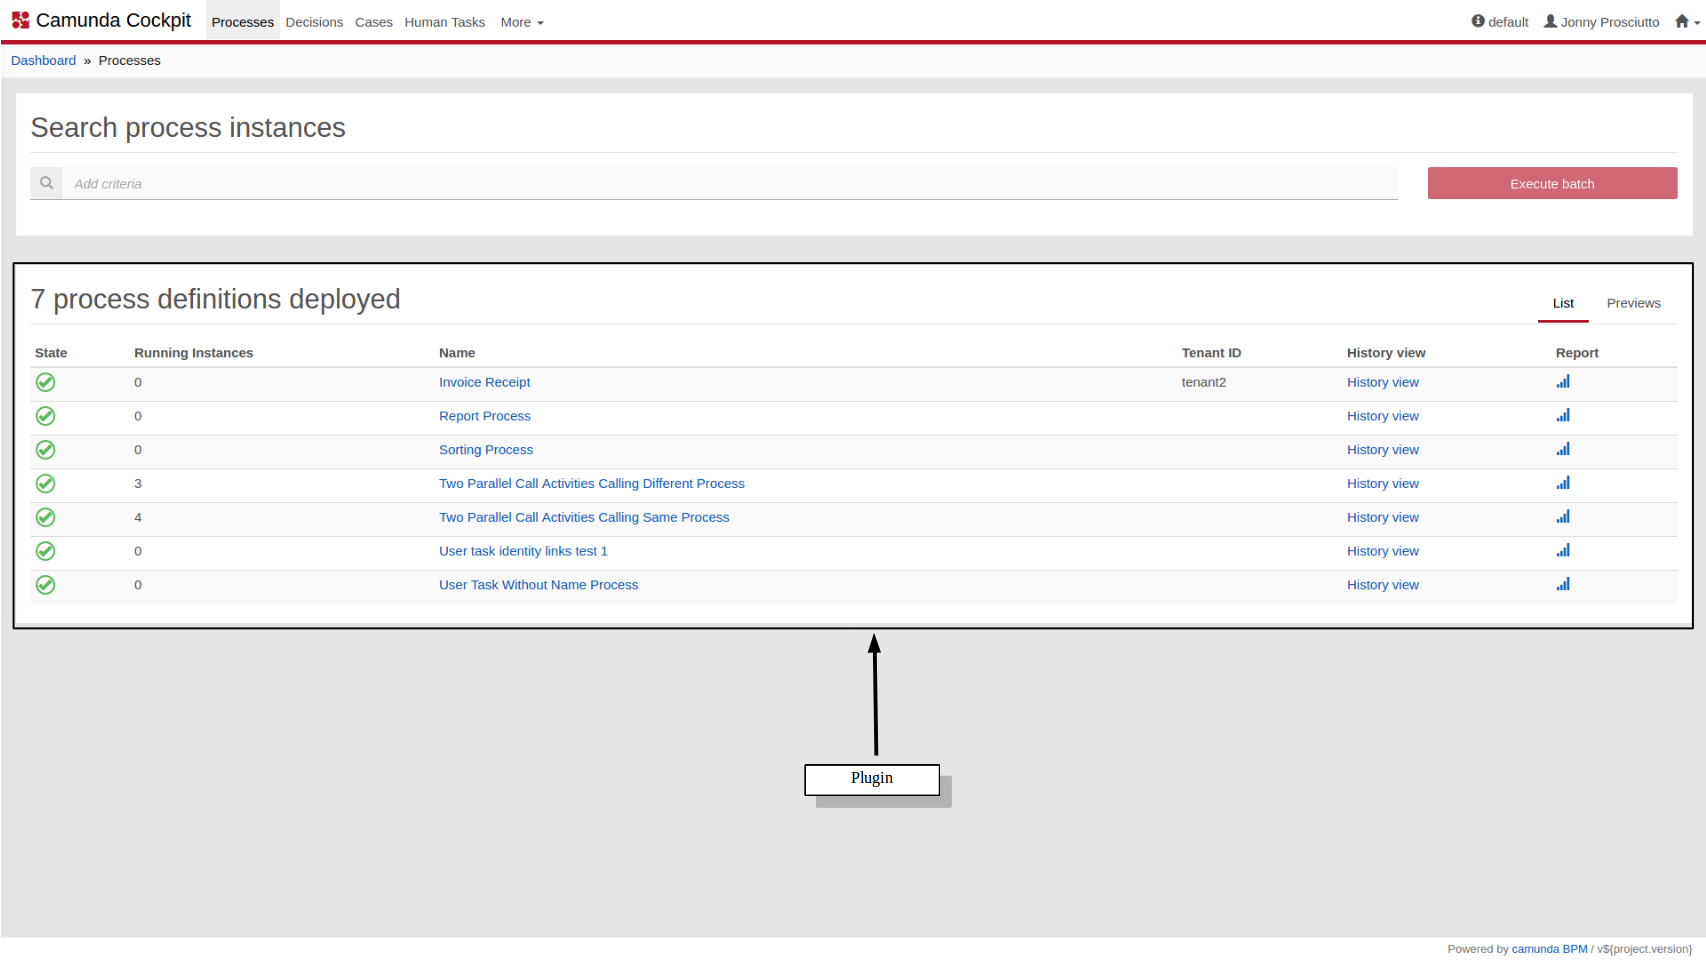 Camunda Cockpit Processes Decisions Cases Human Tasks More default Jonny Prosciutto
Dashboard » Processes
Search process instances
Add criteria Execute batch
7 process definitions deployed List Previews
State Running Instances Name Tenant ID History view Report
0 Invoice Receipt tenant2 History view
0 Report Process History view
0 Sorting Process History view
3 Two Parallel Call Activities Calling Different Process History view
4 Two Parallel Call Activities Calling Same Process History view
0 User task identity links test 1 History view
0 User Task Without Name Process History view
Plugin
Powered by camunda BPM / v${project.version}